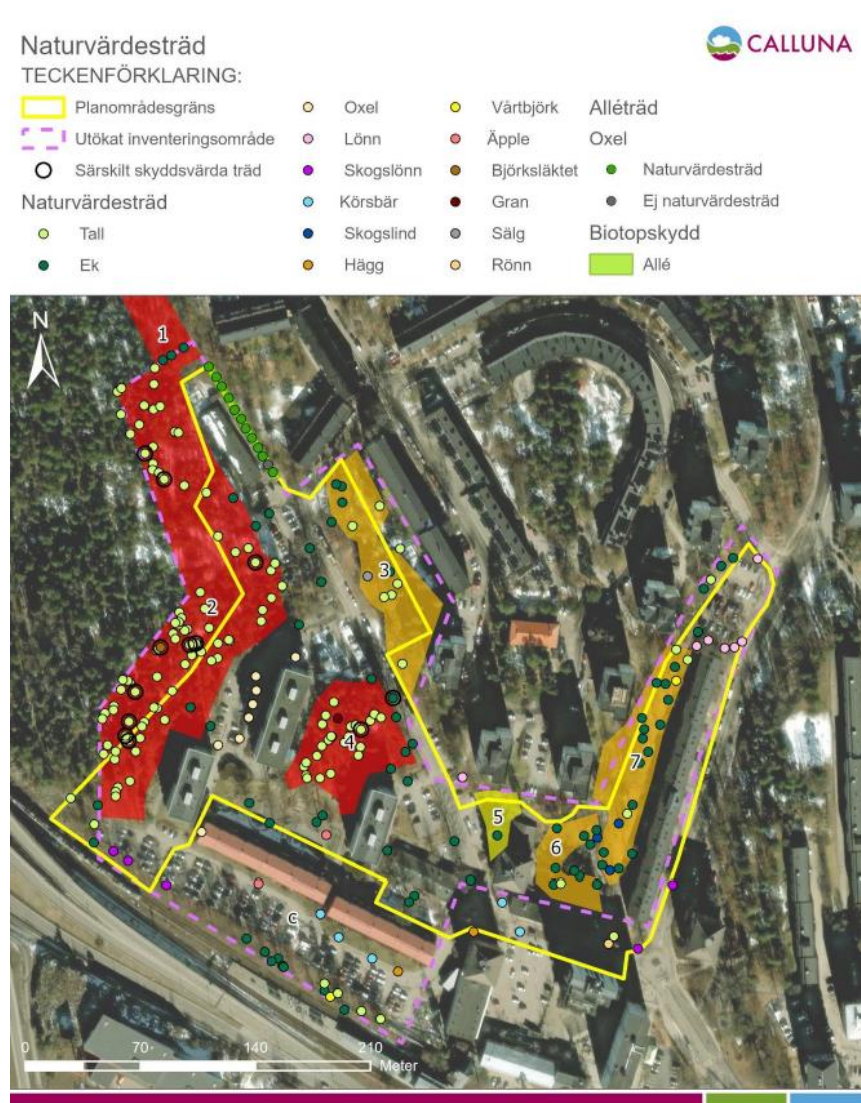 Naturvärdesträd
CALLUNA
TECKENFÖRKLARING:
Planområdesgräns
Utökat inventeringsområde
Särskilt skyddsvärda träd
Naturvärdesträd
Tall
Ek
Oxel
Lönn
Skogslönn
Körsbär
Skogslind
Hägg
Vårtbjörk
Äpple
Björksläktet
Gran
Sälg
Rönn
Alléträd
Oxel
Naturvärdesträd
Ej naturvärdesträd
Biotopskydd
Allé
N
1
2
3
4
5
6
7
C
0 70 140 210
Meter